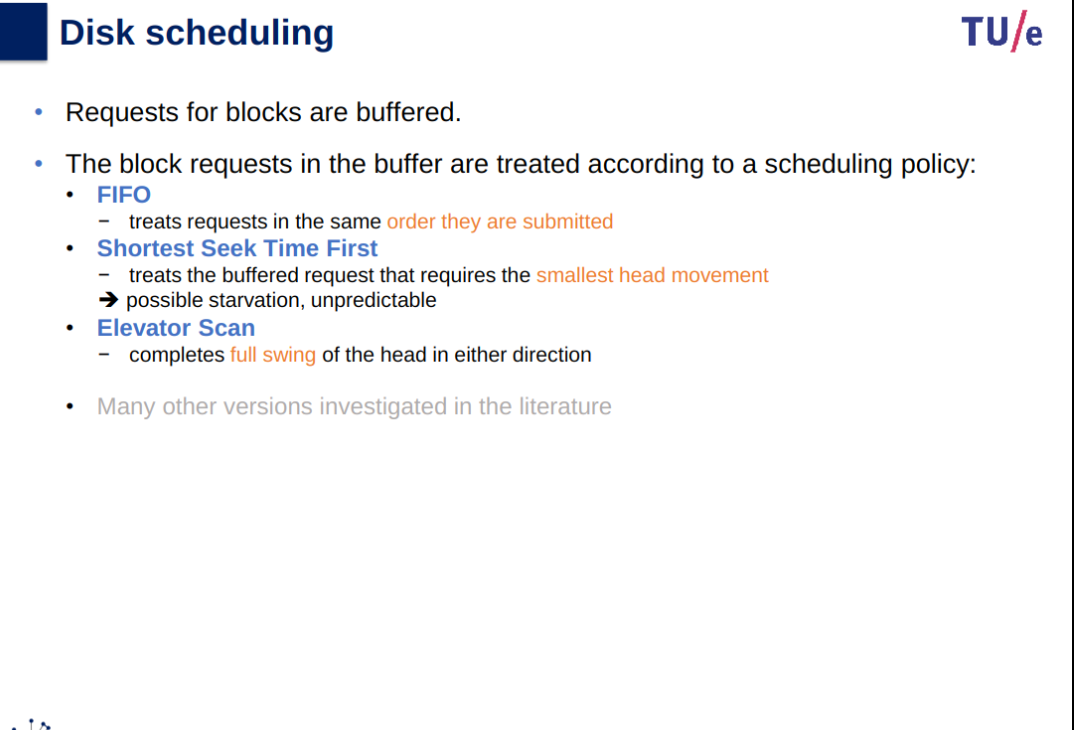 Disk scheduling
TU/e
• Requests for blocks are buffered.
• The block requests in the buffer are treated according to a scheduling policy:
• FIFO
– treats requests in the same order they are submitted
• Shortest Seek Time First
– treats the buffered request that requires the smallest head movement
➔ possible starvation, unpredictable
• Elevator Scan
– completes full swing of the head in either direction
• Many other versions investigated in the literature